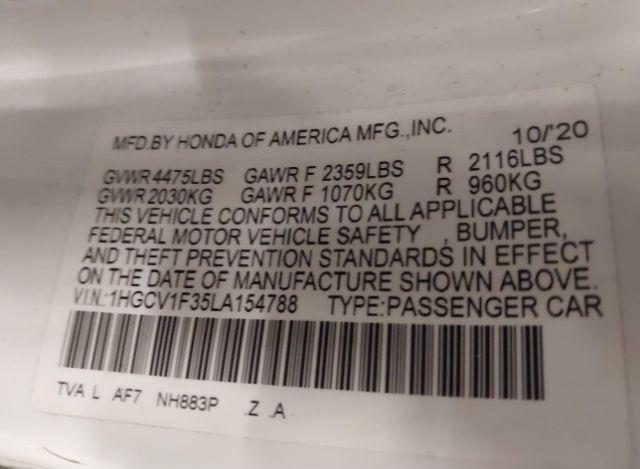 MFD.BY HONDA OF AMERICA MFG.,INC. 10/'20
GVWR 4475LBS GAWR F 2359LBS R 2116LBS
GVWR 2030KG GAWR F 1070KG R 960KG
THIS VEHICLE CONFORMS TO ALL APPLICABLE
FEDERAL MOTOR VEHICLE SAFETY , BUMPER,
AND THEFT PREVENTION STANDARDS IN EFFECT
ON THE DATE OF MANUFACTURE SHOWN ABOVE.
V.I.N.:1HGCV1F35LA154788 TYPE:PASSENGER CAR
TVA L AF7 NH883P .Z .A